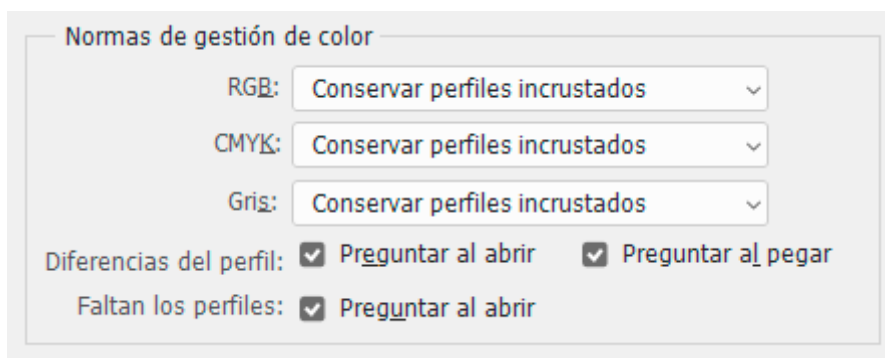 Normas de gestión de color
RGB: Conservar perfiles incrustados
CMYK: Conservar perfiles incrustados
Gris: Conservar perfiles incrustados
Diferencias del perfil: Preguntar al abrir Preguntar al pegar
Faltan los perfiles: Preguntar al abrir